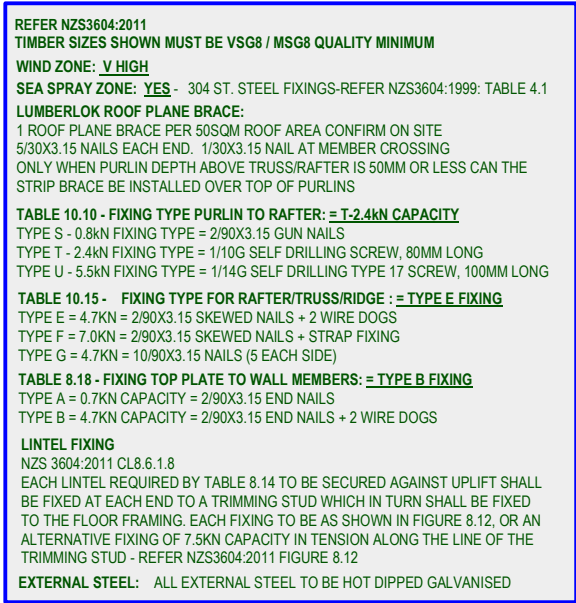 REFER NZS3604:2011
TIMBER SIZES SHOWN MUST BE VSG8 / MSG8 QUALITY MINIMUM
WIND ZONE: V HIGH
SEA SPRAY ZONE: YES - 304 ST. STEEL FIXINGS-REFER NZS3604:1999: TABLE 4.1
LUMBERLOK ROOF PLANE BRACE:
1 ROOF PLANE BRACE PER 50SQM ROOF AREA CONFIRM ON SITE
5/30X3.15 NAILS EACH END. 1/30X3.15 NAIL AT MEMBER CROSSING
ONLY WHEN PURLIN DEPTH ABOVE TRUSS/RAFTER IS 50MM OR LESS CAN THE
STRIP BRACE BE INSTALLED OVER TOP OF PURLINS
TABLE 10.10 - FIXING TYPE PURLIN TO RAFTER: = T-2.4kN CAPACITY
TYPE S - 0.8kN FIXING TYPE = 2/90X3.15 GUN NAILS
TYPE T - 2.4kN FIXING TYPE = 1/10G SELF DRILLING SCREW, 80MM LONG
TYPE U - 5.5kN FIXING TYPE = 1/14G SELF DRILLING TYPE 17 SCREW, 100MM LONG
TABLE 10.15 - FIXING TYPE FOR RAFTER/TRUSS/RIDGE : = TYPE E FIXING
TYPE E = 4.7KN = 2/90X3.15 SKEWED NAILS + 2 WIRE DOGS
TYPE F = 7.0KN = 2/90X3.15 SKEWED NAILS + STRAP FIXING
TYPE G = 4.7KN = 10/90X3.15 NAILS (5 EACH SIDE)
TABLE 8.18 - FIXING TOP PLATE TO WALL MEMBERS: = TYPE B FIXING
TYPE A = 0.7KN CAPACITY = 2/90X3.15 END NAILS
TYPE B = 4.7KN CAPACITY = 2/90X3.15 END NAILS + 2 WIRE DOGS
LINTEL FIXING
NZS 3604:2011 CL8.6.1.8
EACH LINTEL REQUIRED BY TABLE 8.14 TO BE SECURED AGAINST UPLIFT SHALL
BE FIXED AT EACH END TO A TRIMMING STUD WHICH IN TURN SHALL BE FIXED
TO THE FLOOR FRAMING. EACH FIXING TO BE AS SHOWN IN FIGURE 8.12, OR AN
ALTERNATIVE FIXING OF 7.5KN CAPACITY IN TENSION ALONG THE LINE OF THE
TRIMMING STUD - REFER NZS3604:2011 FIGURE 8.12
EXTERNAL STEEL: ALL EXTERNAL STEEL TO BE HOT DIPPED GALVANISED